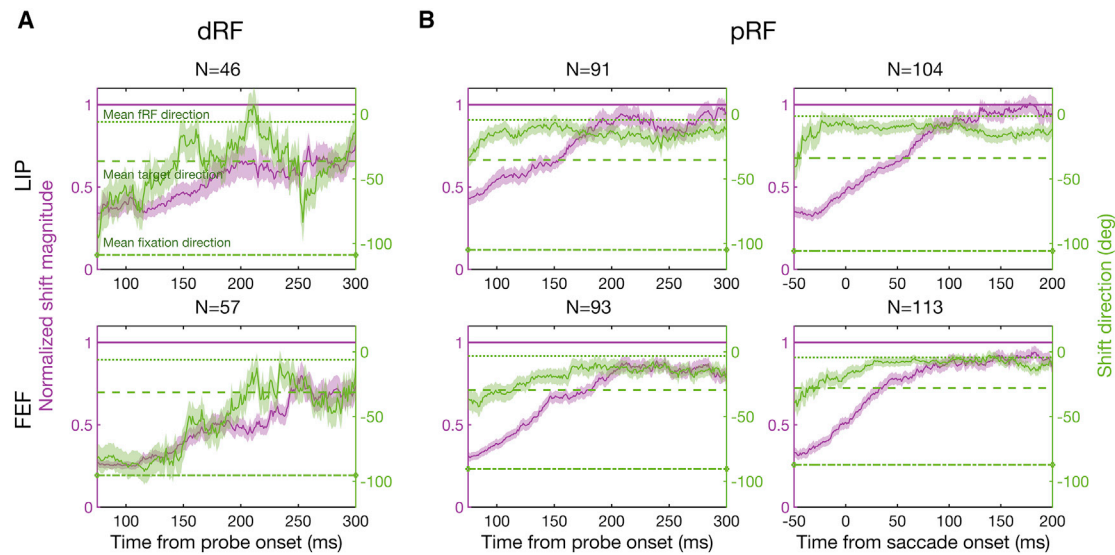 A
B
dRF
pRF
N=46
N=91
N=104
1
0.5
0
Mean fRF direction
Mean target direction
Mean fixation direction
0
-50
-100
100 150 200 250 300
1
0.5
0
0
-50
-100
100 150 200 250 300
1
0.5
0
0
-50
-100
-50 0 50 100 150 200
LIP
FEF
Normalized shift magnitude
Shift direction (deg)
N=57
N=93
N=113
1
0.5
0
0
-50
-100
100 150 200 250 300
1
0.5
0
0
-50
-100
100 150 200 250 300
1
0.5
0
0
-50
-100
-50 0 50 100 150 200
Time from probe onset (ms)
Time from probe onset (ms)
Time from saccade onset (ms)